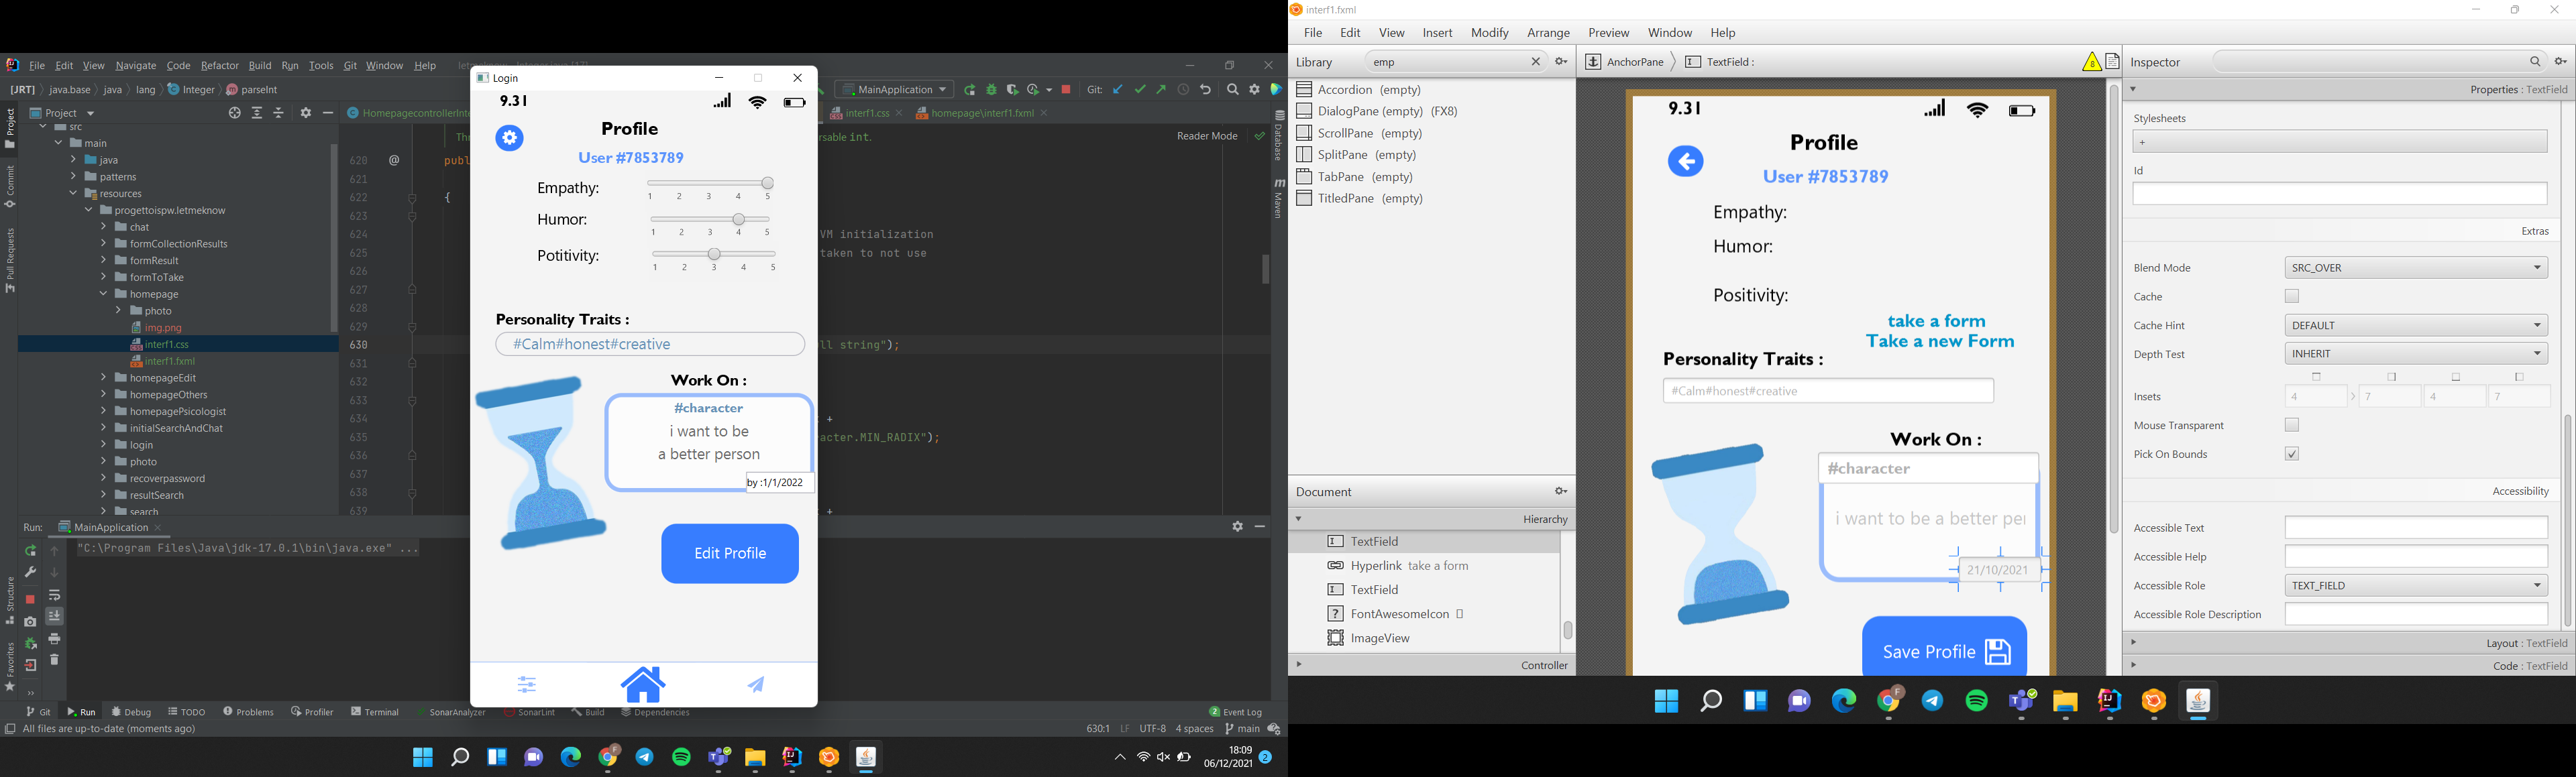 File Edit View Navigate Code Refactor Build Run Tools Git Window Help
[JRT] java.base java lang Integer parseInt
MainApplication
Git:
Project
interf1.css
homepage\interf1.fxml
Reader Mode
src
main
java
patterns
resources
progettoispw.letmeknow
chat
formCollectionResults
formResult
formToTake
homepage
photo
img.png
interf1.css
interf1.fxml
homepageEdit
homepageOthers
homepagePsicologist
initialSearchAndChat
login
photo
recoverpassword
resultSearch
search
Project
Commit
Pull Requests
Structure
Favorites
Database
Maven
620 @ publ
621
622 {
623
624 VM initialization
625 taken to not use
626
627
628
629
630 ll string");
631
632
633
634 +
635 acter.MIN_RADIX");
636
637
638
639 +
Login
9.31
Profile
User #7853789
Empathy:
1 2 3 4 5
Humor:
1 2 3 4 5
Potitivity:
1 2 3 4 5
Personality Traits :
#Calm#honest#creative
Work On :
#character
i want to be
a better person
by :1/1/2022
Edit Profile
Run: MainApplication
"C:\Program Files\Java\jdk-17.0.1\bin\java.exe" ...
Git Run Debug TODO Problems Profiler Terminal SonarAnalyzer SonarLint Build Dependencies
2 Event Log
All files are up-to-date (moments ago)
630:1 LF UTF-8 4 spaces main
18:09
06/12/2021
2
interf1.fxml
File Edit View Insert Modify Arrange Preview Window Help
Library
emp
Accordion (empty)
DialogPane (empty) (FX8)
ScrollPane (empty)
SplitPane (empty)
TabPane (empty)
TitledPane (empty)
Document
Hierarchy
TextField
Hyperlink take a form
TextField
FontAwesomeIcon
ImageView
Controller
AnchorPane TextField :
8
9.31
Profile
User #7853789
Empathy:
Humor:
Positivity:
take a form
Take a new Form
Personality Traits :
#Calm#honest#creative
Work On :
#character
i want to be a better per
21/10/2021
Save Profile
Inspector
Properties : TextField
Stylesheets
+
Id
Extras
Blend Mode SRC_OVER
Cache
Cache Hint DEFAULT
Depth Test INHERIT
Insets 4 7 4 7
Mouse Transparent
Pick On Bounds
Accessibility
Accessible Text
Accessible Help
Accessible Role TEXT_FIELD
Accessible Role Description
Layout : TextField
Code : TextField